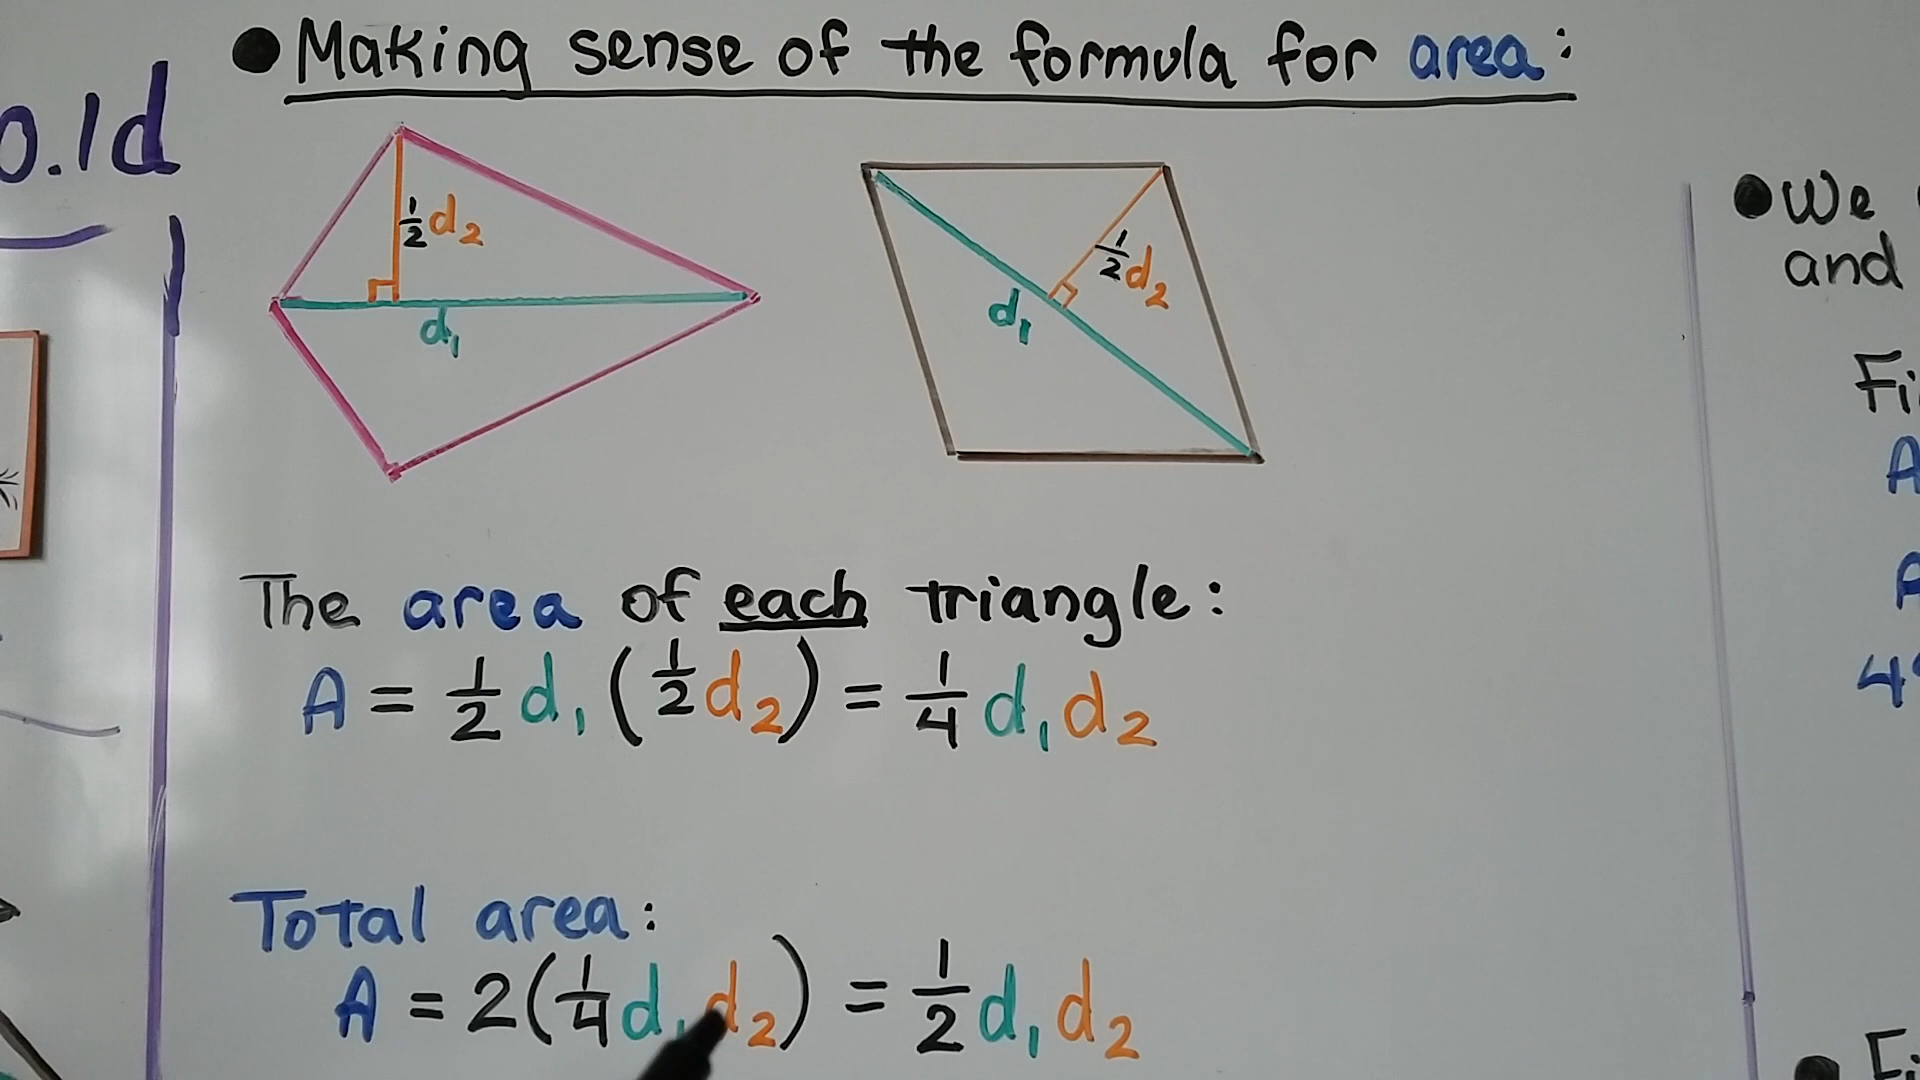 ● Making sense of the formula for area:
0.1d
½d₂
d₁
½d₂
d₁
The area of each triangle:
A = ½d₁(½d₂) = ¼d₁d₂
Total area:
A = 2(¼d₁d₂) = ½d₁d₂
● We
and